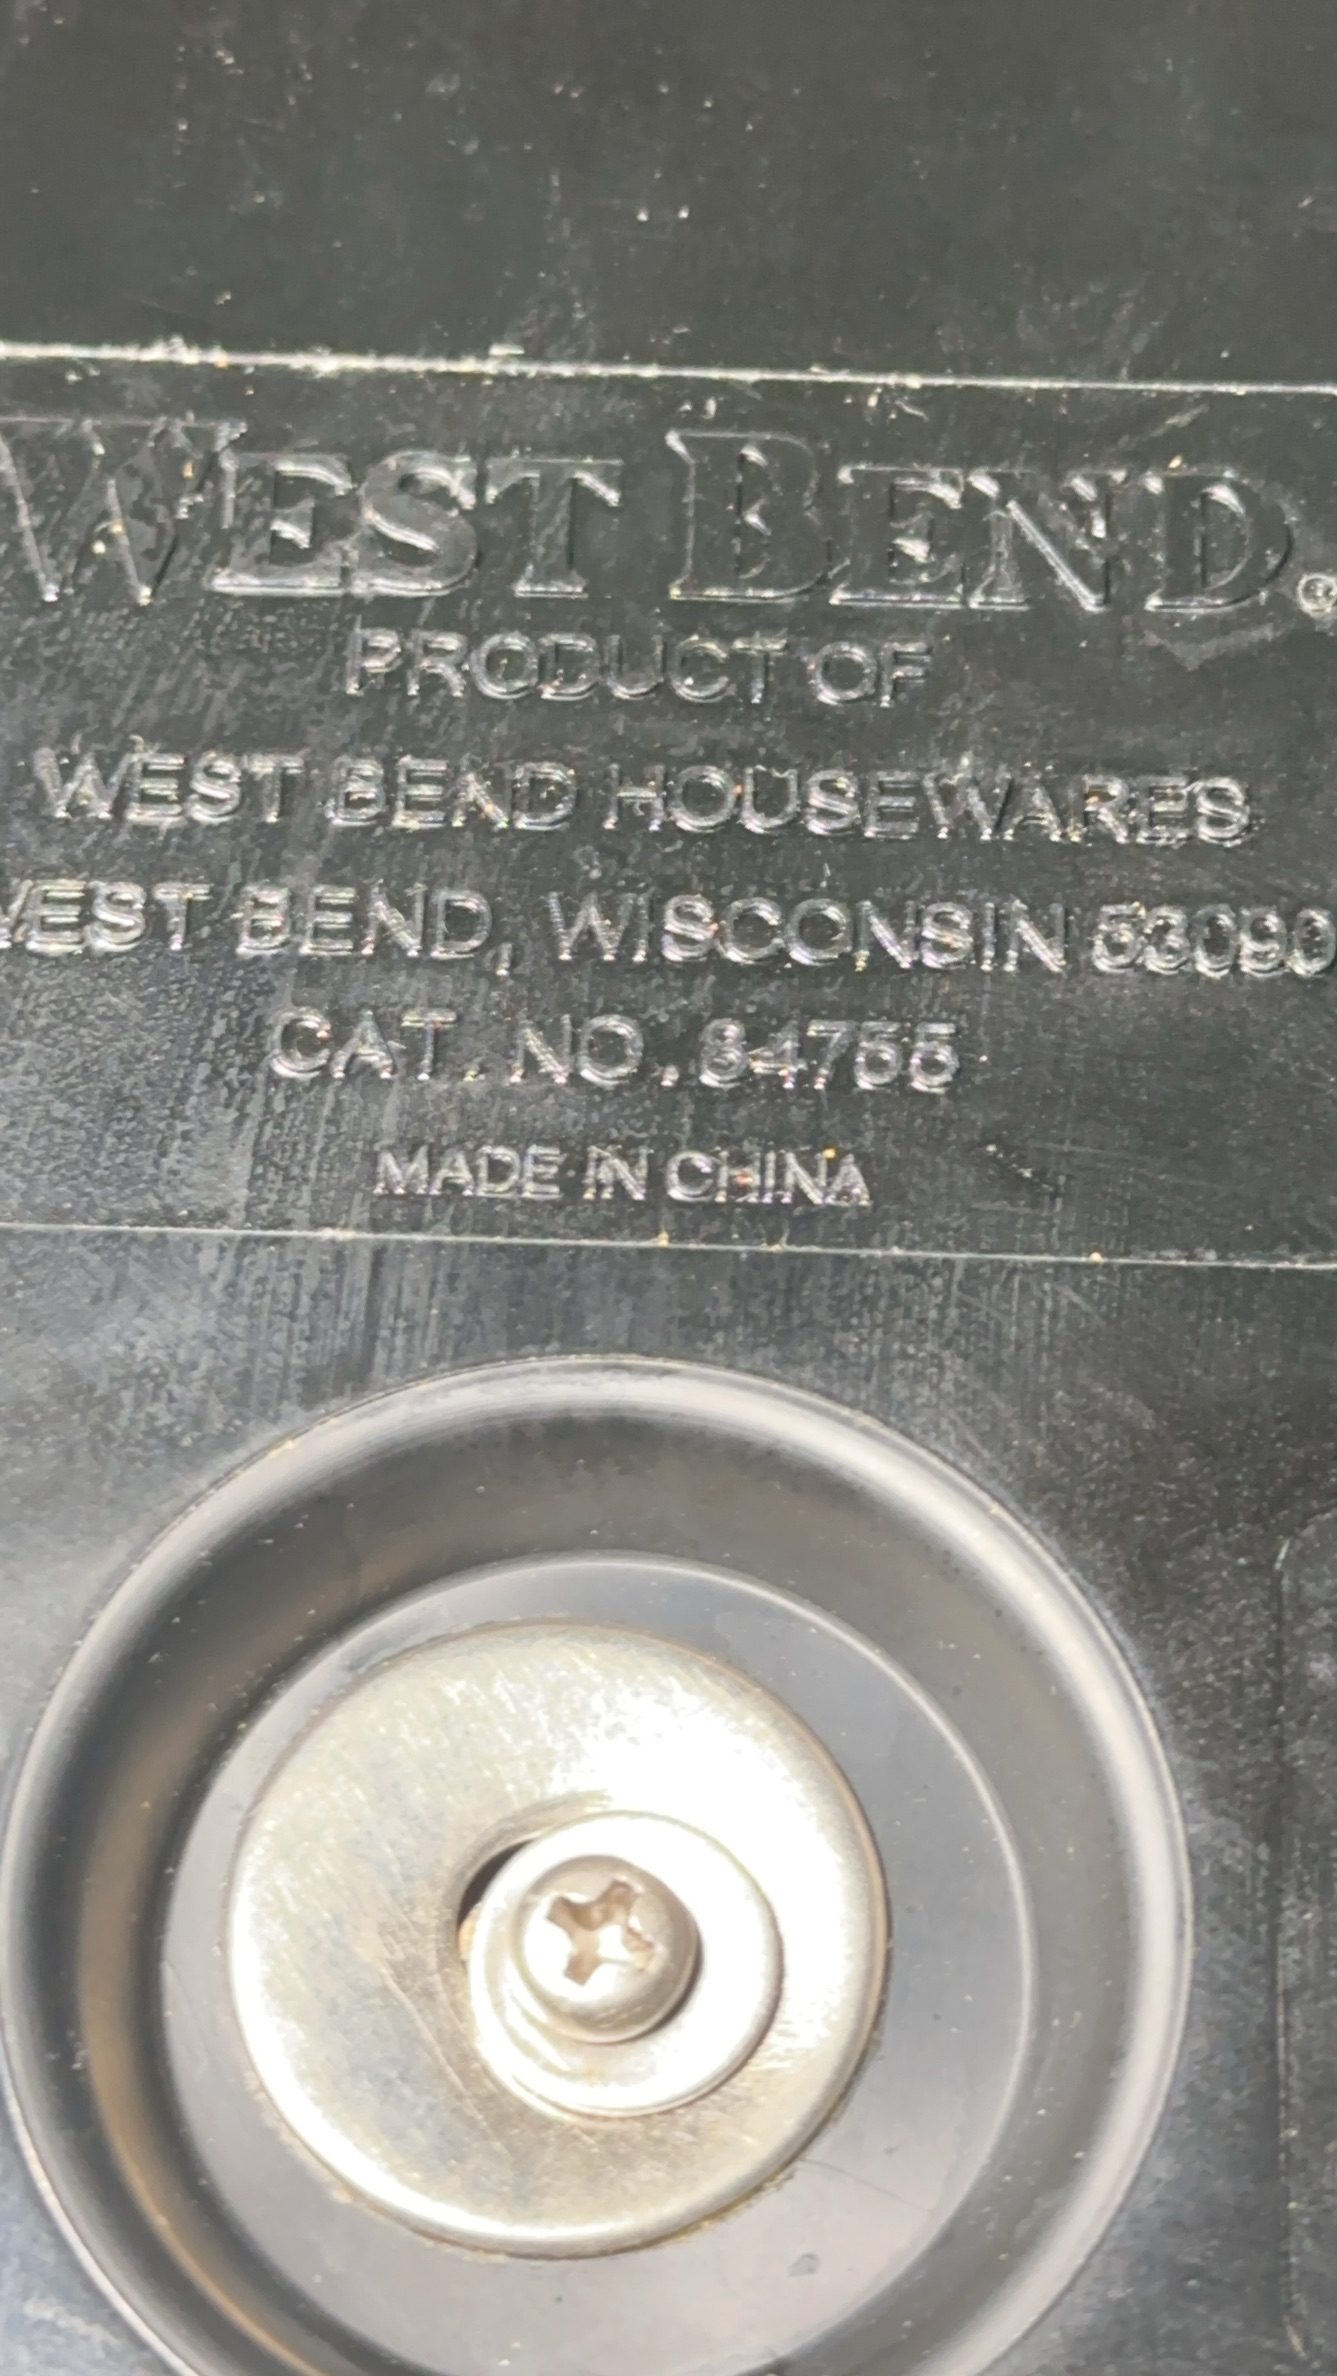 WEST BEND®
PRODUCT OF
WEST BEND HOUSEWARES
WEST BEND, WISCONSIN 53090
CAT. NO. 84755
MADE IN CHINA